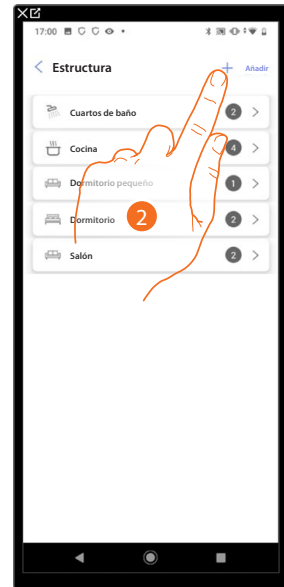 17:00
Estructura
+ Añadir
Cuartos de baño 2
Cocina 4
Dormitorio pequeño 1
Dormitorio 2
Salón 2
2